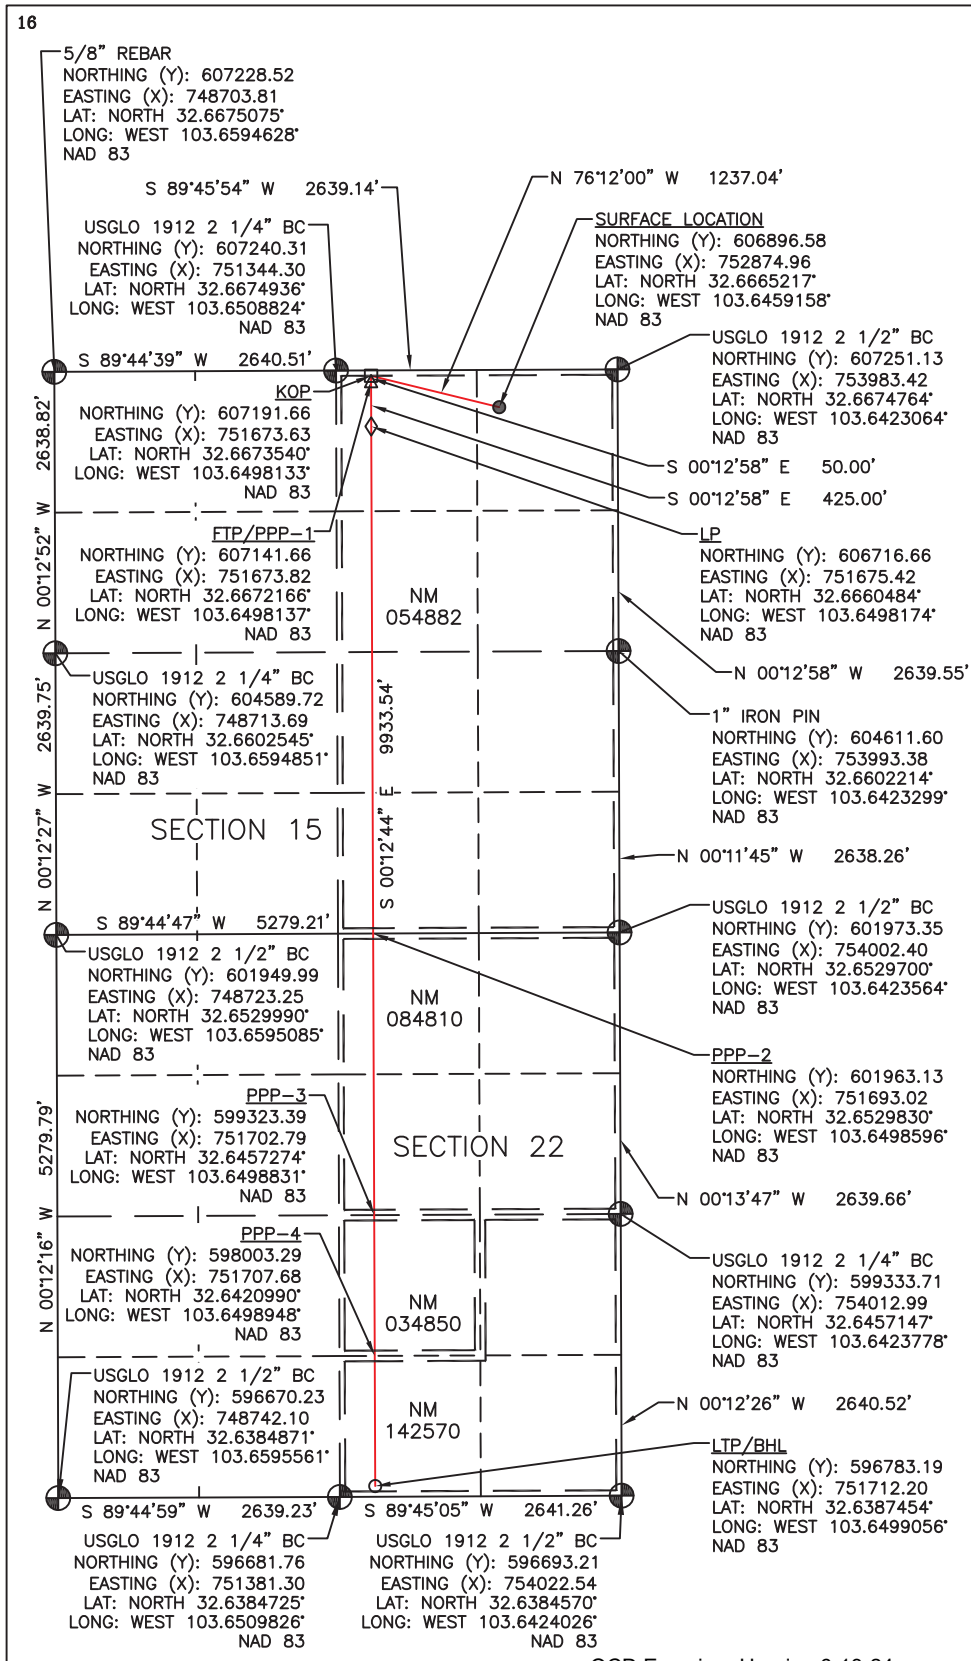 16
5/8" REBAR
NORTHING (Y): 607228.52
EASTING (X): 748703.81
LAT: NORTH 32.6675075°
LONG: WEST 103.6594628°
NAD 83
S 89°45'54" W 2639.14'
N 76°12'00" W 1237.04'
USGLO 1912 2 1/4" BC
NORTHING (Y): 607240.31
EASTING (X): 751344.30
LAT: NORTH 32.6674936°
LONG: WEST 103.6508824°
NAD 83
SURFACE LOCATION
NORTHING (Y): 606896.58
EASTING (X): 752874.96
LAT: NORTH 32.6665217°
LONG: WEST 103.6459158°
NAD 83
USGLO 1912 2 1/2" BC
NORTHING (Y): 607251.13
EASTING (X): 753983.42
LAT: NORTH 32.6674764°
LONG: WEST 103.6423064°
NAD 83
S 89°44'39" W 2640.51'
KOP
NORTHING (Y): 607191.66
EASTING (X): 751673.63
LAT: NORTH 32.6673540°
LONG: WEST 103.6498133°
NAD 83
S 00°12'58" E 50.00'
S 00°12'58" E 425.00'
N 00°12'52" W 2638.82'
FTP/PPP-1
NORTHING (Y): 607141.66
EASTING (X): 751673.82
LAT: NORTH 32.6672166°
LONG: WEST 103.6498137°
NAD 83
LP
NORTHING (Y): 606716.66
EASTING (X): 751675.42
LAT: NORTH 32.6660484°
LONG: WEST 103.6498174°
NAD 83
NM
054882
N 00°12'58" W 2639.55'
USGLO 1912 2 1/4" BC
NORTHING (Y): 604589.72
EASTING (X): 748713.69
LAT: NORTH 32.6602545°
LONG: WEST 103.6594851°
NAD 83
1" IRON PIN
NORTHING (Y): 604611.60
EASTING (X): 753993.38
LAT: NORTH 32.6602214°
LONG: WEST 103.6423299°
NAD 83
N 00°12'27" W 2639.75'
S 00°12'44" E 9933.54'
SECTION 15
N 00°11'45" W 2638.26'
S 89°44'47" W 5279.21'
USGLO 1912 2 1/2" BC
NORTHING (Y): 601949.99
EASTING (X): 748723.25
LAT: NORTH 32.6529990°
LONG: WEST 103.6595085°
NAD 83
USGLO 1912 2 1/2" BC
NORTHING (Y): 601973.35
EASTING (X): 754002.40
LAT: NORTH 32.6529700°
LONG: WEST 103.6423564°
NAD 83
NM
084810
PPP-2
NORTHING (Y): 601963.13
EASTING (X): 751693.02
LAT: NORTH 32.6529830°
LONG: WEST 103.6498596°
NAD 83
PPP-3
NORTHING (Y): 599323.39
EASTING (X): 751702.79
LAT: NORTH 32.6457274°
LONG: WEST 103.6498831°
NAD 83
SECTION 22
N 00°13'47" W 2639.66'
N 00°12'16" W 5279.79'
PPP-4
NORTHING (Y): 598003.29
EASTING (X): 751707.68
LAT: NORTH 32.6420990°
LONG: WEST 103.6498948°
NAD 83
USGLO 1912 2 1/4" BC
NORTHING (Y): 599333.71
EASTING (X): 754012.99
LAT: NORTH 32.6457147°
LONG: WEST 103.6423778°
NAD 83
NM
034850
USGLO 1912 2 1/2" BC
NORTHING (Y): 596670.23
EASTING (X): 748742.10
LAT: NORTH 32.6384871°
LONG: WEST 103.6595561°
NAD 83
NM
142570
N 00°12'26" W 2640.52'
LTP/BHL
NORTHING (Y): 596783.19
EASTING (X): 751712.20
LAT: NORTH 32.6387454°
LONG: WEST 103.6499056°
NAD 83
S 89°44'59" W 2639.23'
S 89°45'05" W 2641.26'
USGLO 1912 2 1/4" BC
NORTHING (Y): 596681.76
EASTING (X): 751381.30
LAT: NORTH 32.6384725°
LONG: WEST 103.6509826°
NAD 83
USGLO 1912 2 1/2" BC
NORTHING (Y): 596693.21
EASTING (X): 754022.54
LAT: NORTH 32.6384570°
LONG: WEST 103.6424026°
NAD 83